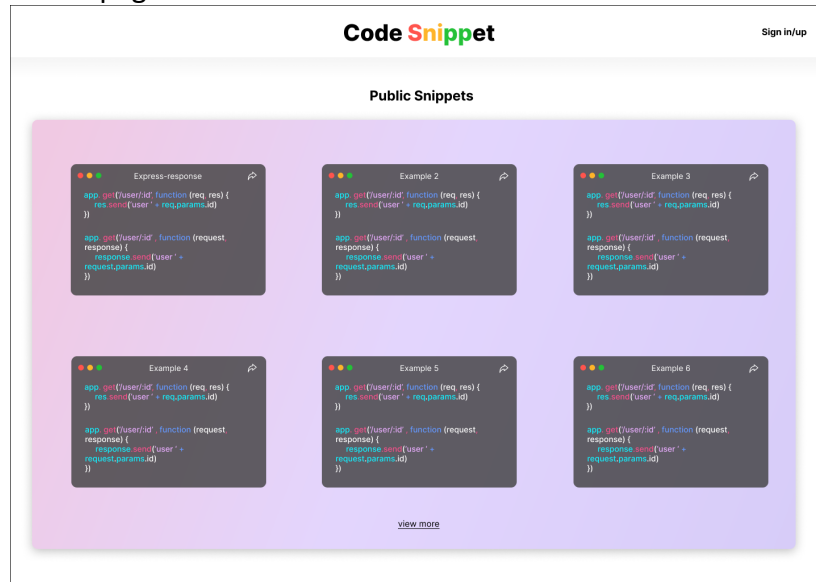 Code Snippet
Sign in/up
Public Snippets
Express-response
app. get('/user/:id', function (req, res) {
res.send('user ' + req.params.id)
})
app. get('/user/:id' , function (request,
response) {
response.send('user ' +
request.params.id)
})
Example 2
app. get('/user/:id', function (req, res) {
res.send('user ' + req.params.id)
})
app. get('/user/:id' , function (request,
response) {
response.send('user ' +
request.params.id)
})
Example 3
app. get('/user/:id', function (req, res) {
res.send('user ' + req.params.id)
})
app. get('/user/:id' , function (request,
response) {
response.send('user ' +
request.params.id)
})
Example 4
app. get('/user/:id', function (req, res) {
res.send('user ' + req.params.id)
})
app. get('/user/:id' , function (request,
response) {
response.send('user ' +
request.params.id)
})
Example 5
app. get('/user/:id', function (req, res) {
res.send('user ' + req.params.id)
})
app. get('/user/:id' , function (request,
response) {
response.send('user ' +
request.params.id)
})
Example 6
app. get('/user/:id', function (req, res) {
res.send('user ' + req.params.id)
})
app. get('/user/:id' , function (request,
response) {
response.send('user ' +
request.params.id)
})
view more